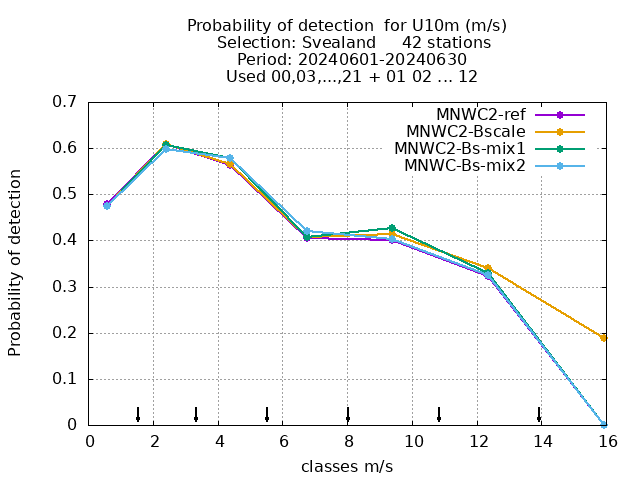 Probability of detection  for U10m (m/s)
Selection: Svealand     42 stations
Period: 20240601-20240630
Used 00,03,...,21 + 01 02 ... 12
MNWC2-ref
MNWC2-Bscale
MNWC2-Bs-mix1
MNWC-Bs-mix2
Probability of detection
0.7
0.6
0.5
0.4
0.3
0.2
0.1
0
0 2 4 6 8 10 12 14 16
classes m/s